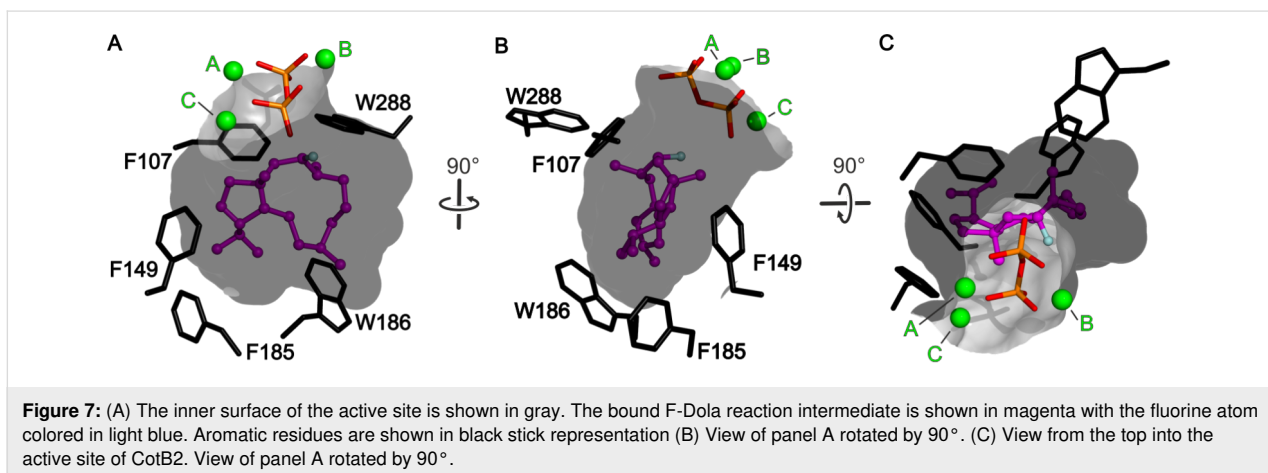 A
B
C
A
B
C
W288
F107
F149
F185
W186
90°
A
B
C
W288
F107
F149
W186
F185
90°
A
B
C
Figure 7: (A) The inner surface of the active site is shown in gray. The bound F-Dola reaction intermediate is shown in magenta with the fluorine atom
colored in light blue. Aromatic residues are shown in black stick representation (B) View of panel A rotated by 90°. (C) View from the top into the
active site of CotB2. View of panel A rotated by 90°.